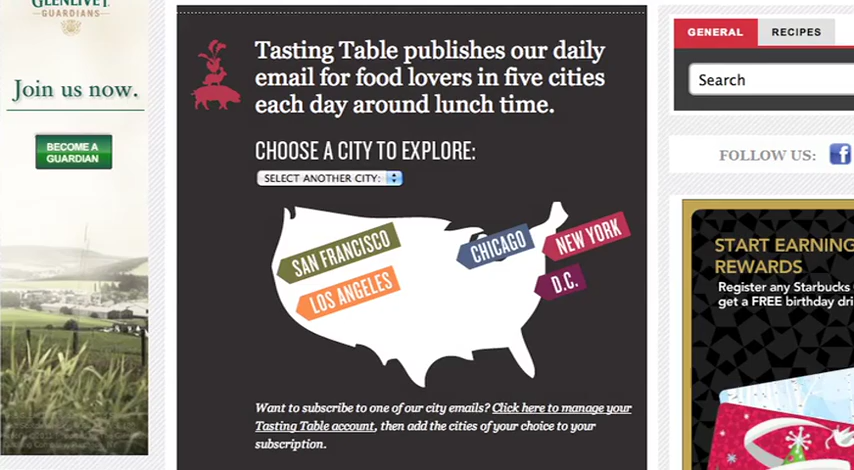 GLENLIVET
GUARDIANS
Join us now.
BECOME A
GUARDIAN
Tasting Table publishes our daily
email for food lovers in five cities
each day around lunch time.
CHOOSE A CITY TO EXPLORE:
SELECT ANOTHER CITY:
SAN FRANCISCO
LOS ANGELES
CHICAGO
NEW YORK
D.C.
Want to subscribe to one of our city emails? Click here to manage your
Tasting Table account, then add the cities of your choice to your
subscription.
GENERAL
RECIPES
Search
FOLLOW US:
f
START EARNING
REWARDS
Register any Starbucks
get a FREE birthday dri